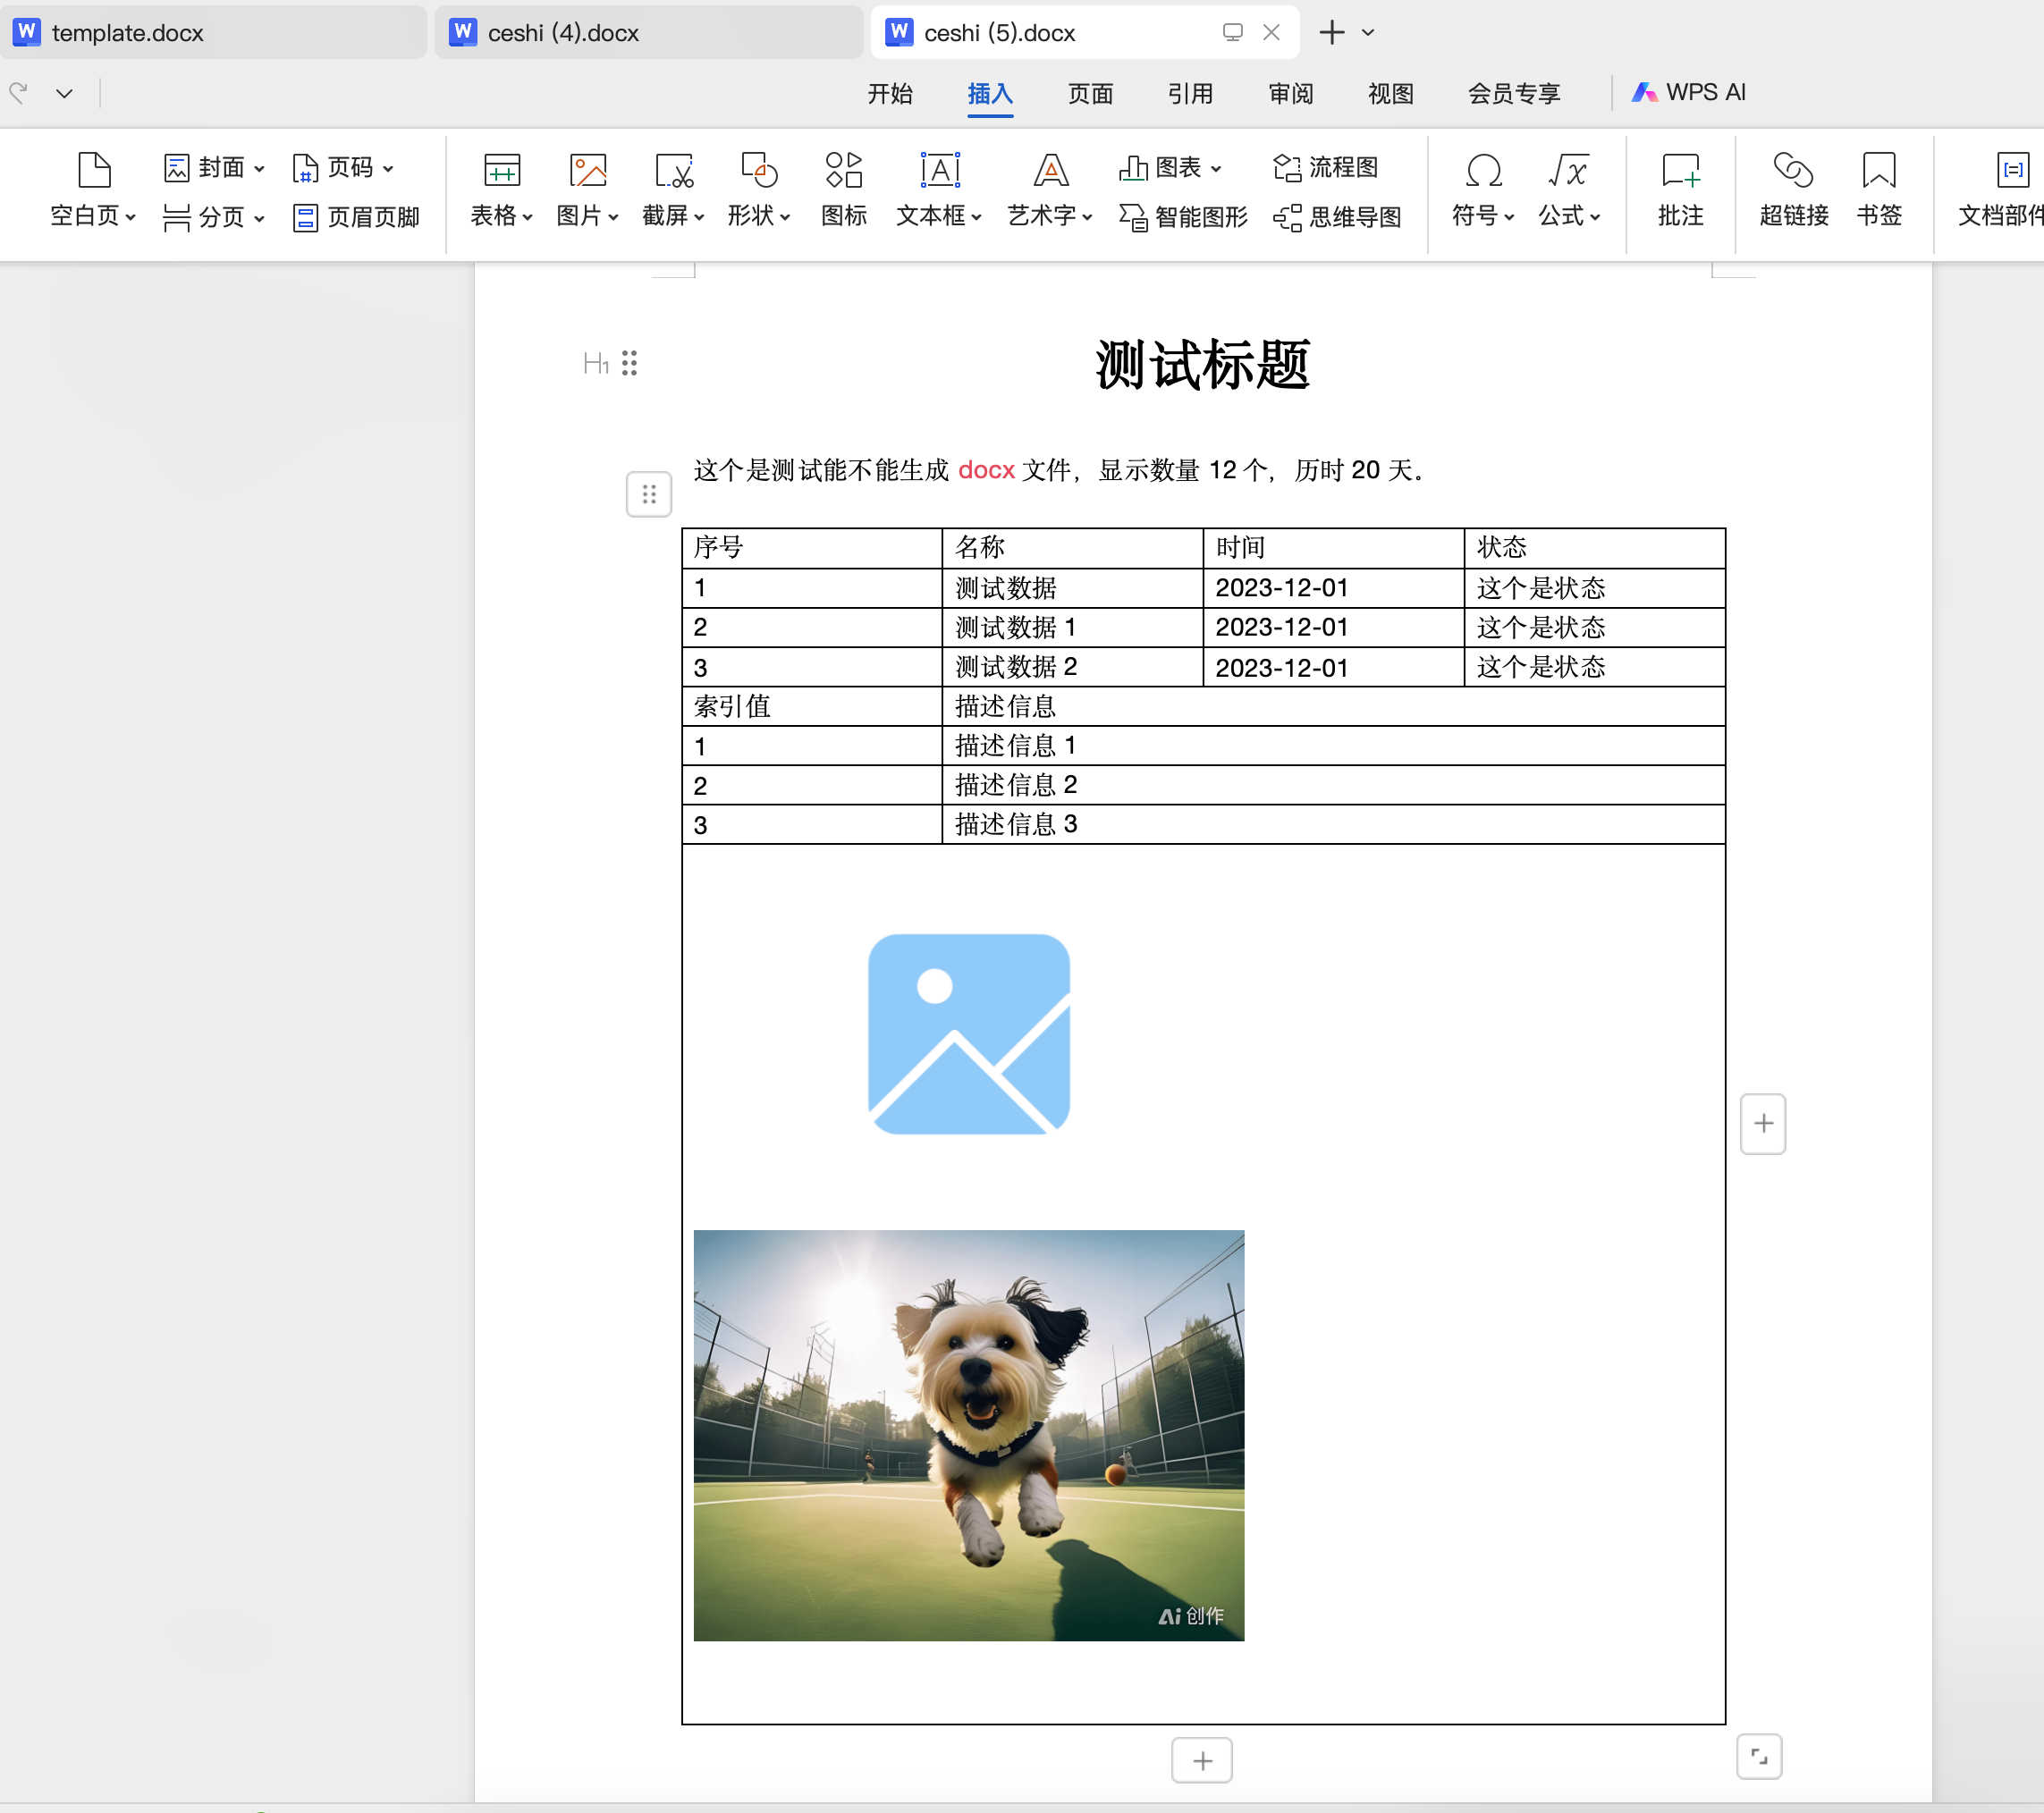 template.docx ceshi (4).docx ceshi (5).docx
开始 插入 页面 引用 审阅 视图 会员专享 WPS AI
封面 页码 图表 流程图
空白页 分页 页眉页脚 表格 图片 截屏 形状 图标 文本框 艺术字 智能图形 思维导图 符号 公式 批注 超链接 书签 文档部件
H1 测试标题
这个是测试能不能生成 docx 文件，显示数量 12 个，历时 20 天。
序号 名称 时间 状态
1 测试数据 2023-12-01 这个是状态
2 测试数据 1 2023-12-01 这个是状态
3 测试数据 2 2023-12-01 这个是状态
索引值 描述信息
1 描述信息 1
2 描述信息 2
3 描述信息 3
Ai 创作